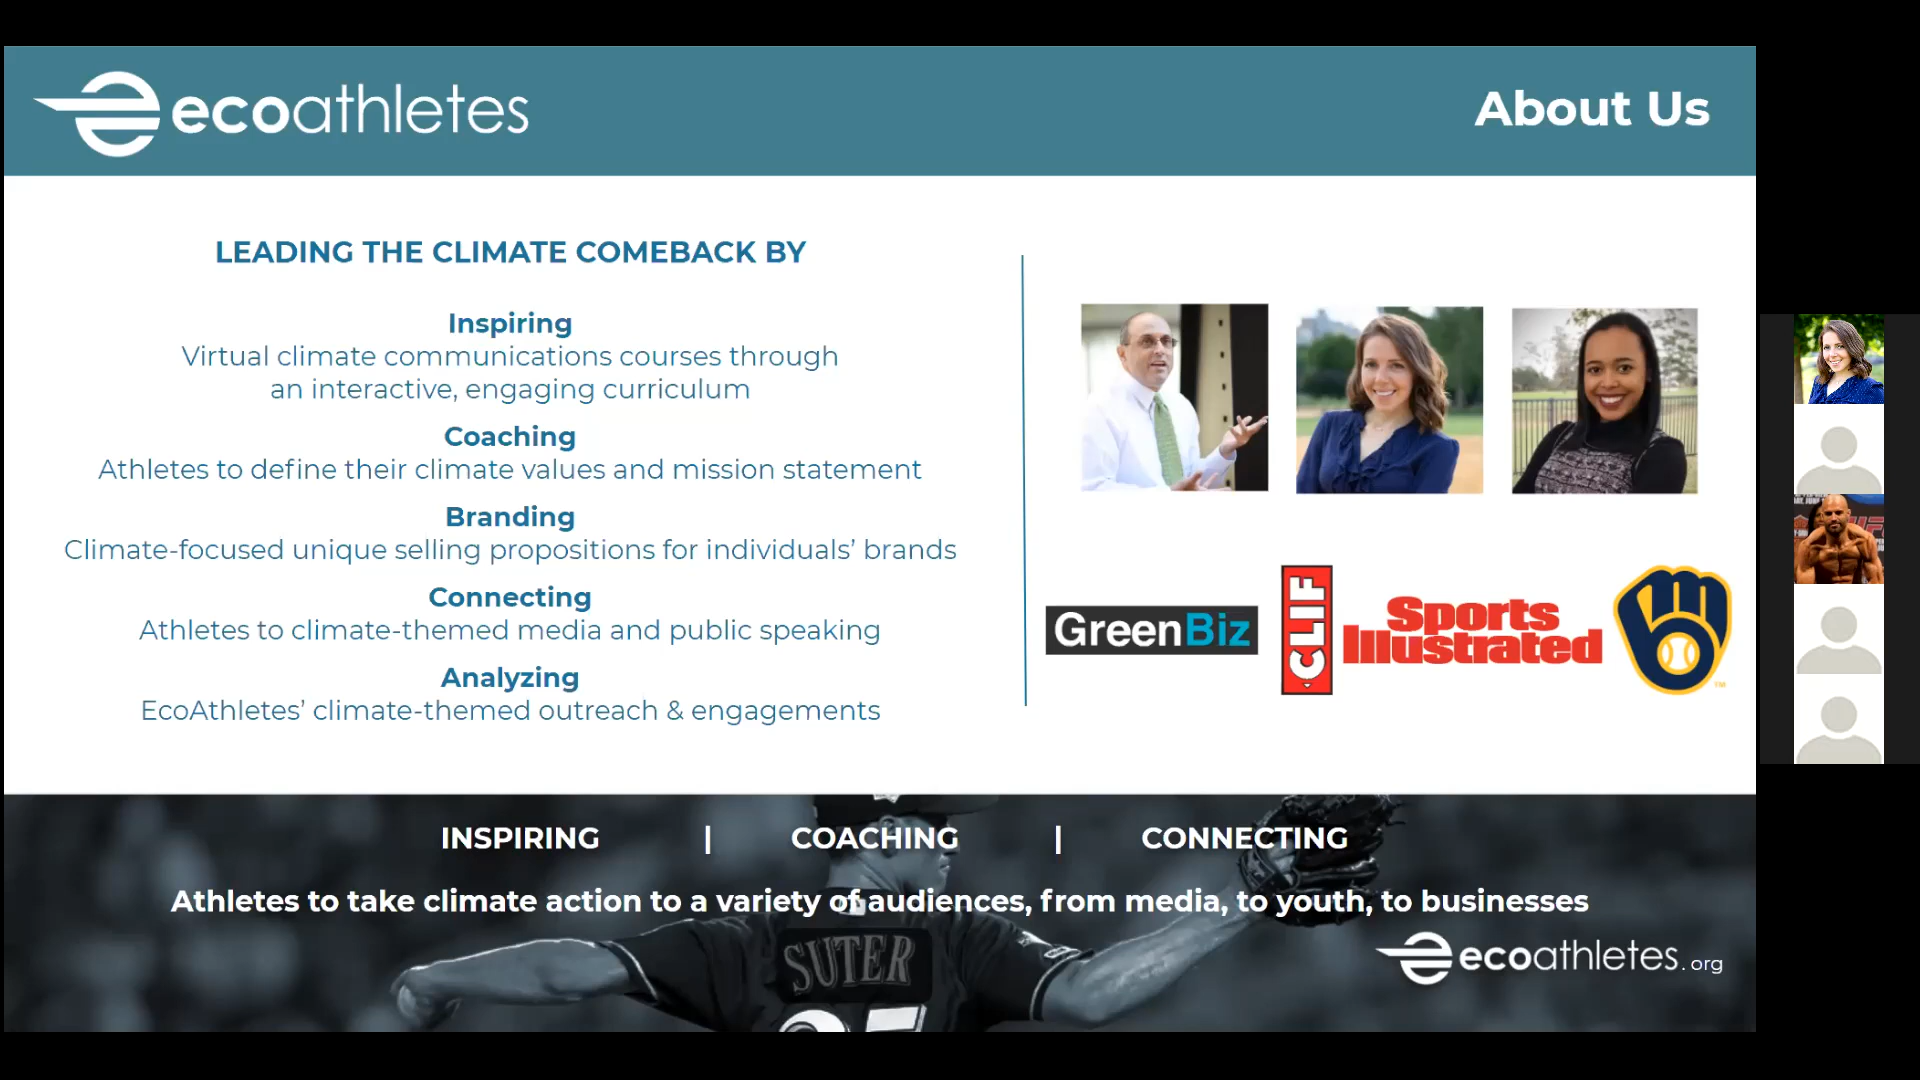 ecoathletes
About Us
LEADING THE CLIMATE COMEBACK BY
Inspiring
Virtual climate communications courses through
an interactive, engaging curriculum
Coaching
Athletes to define their climate values and mission statement
Branding
Climate-focused unique selling propositions for individuals’ brands
Connecting
Athletes to climate-themed media and public speaking
Analyzing
EcoAthletes’ climate-themed outreach & engagements
GreenBiz
CLIF
Sports
Illustrated
TM
INSPIRING | COACHING | CONNECTING
Athletes to take climate action to a variety of audiences, from media, to youth, to businesses
SUTER
ecoathletes.org